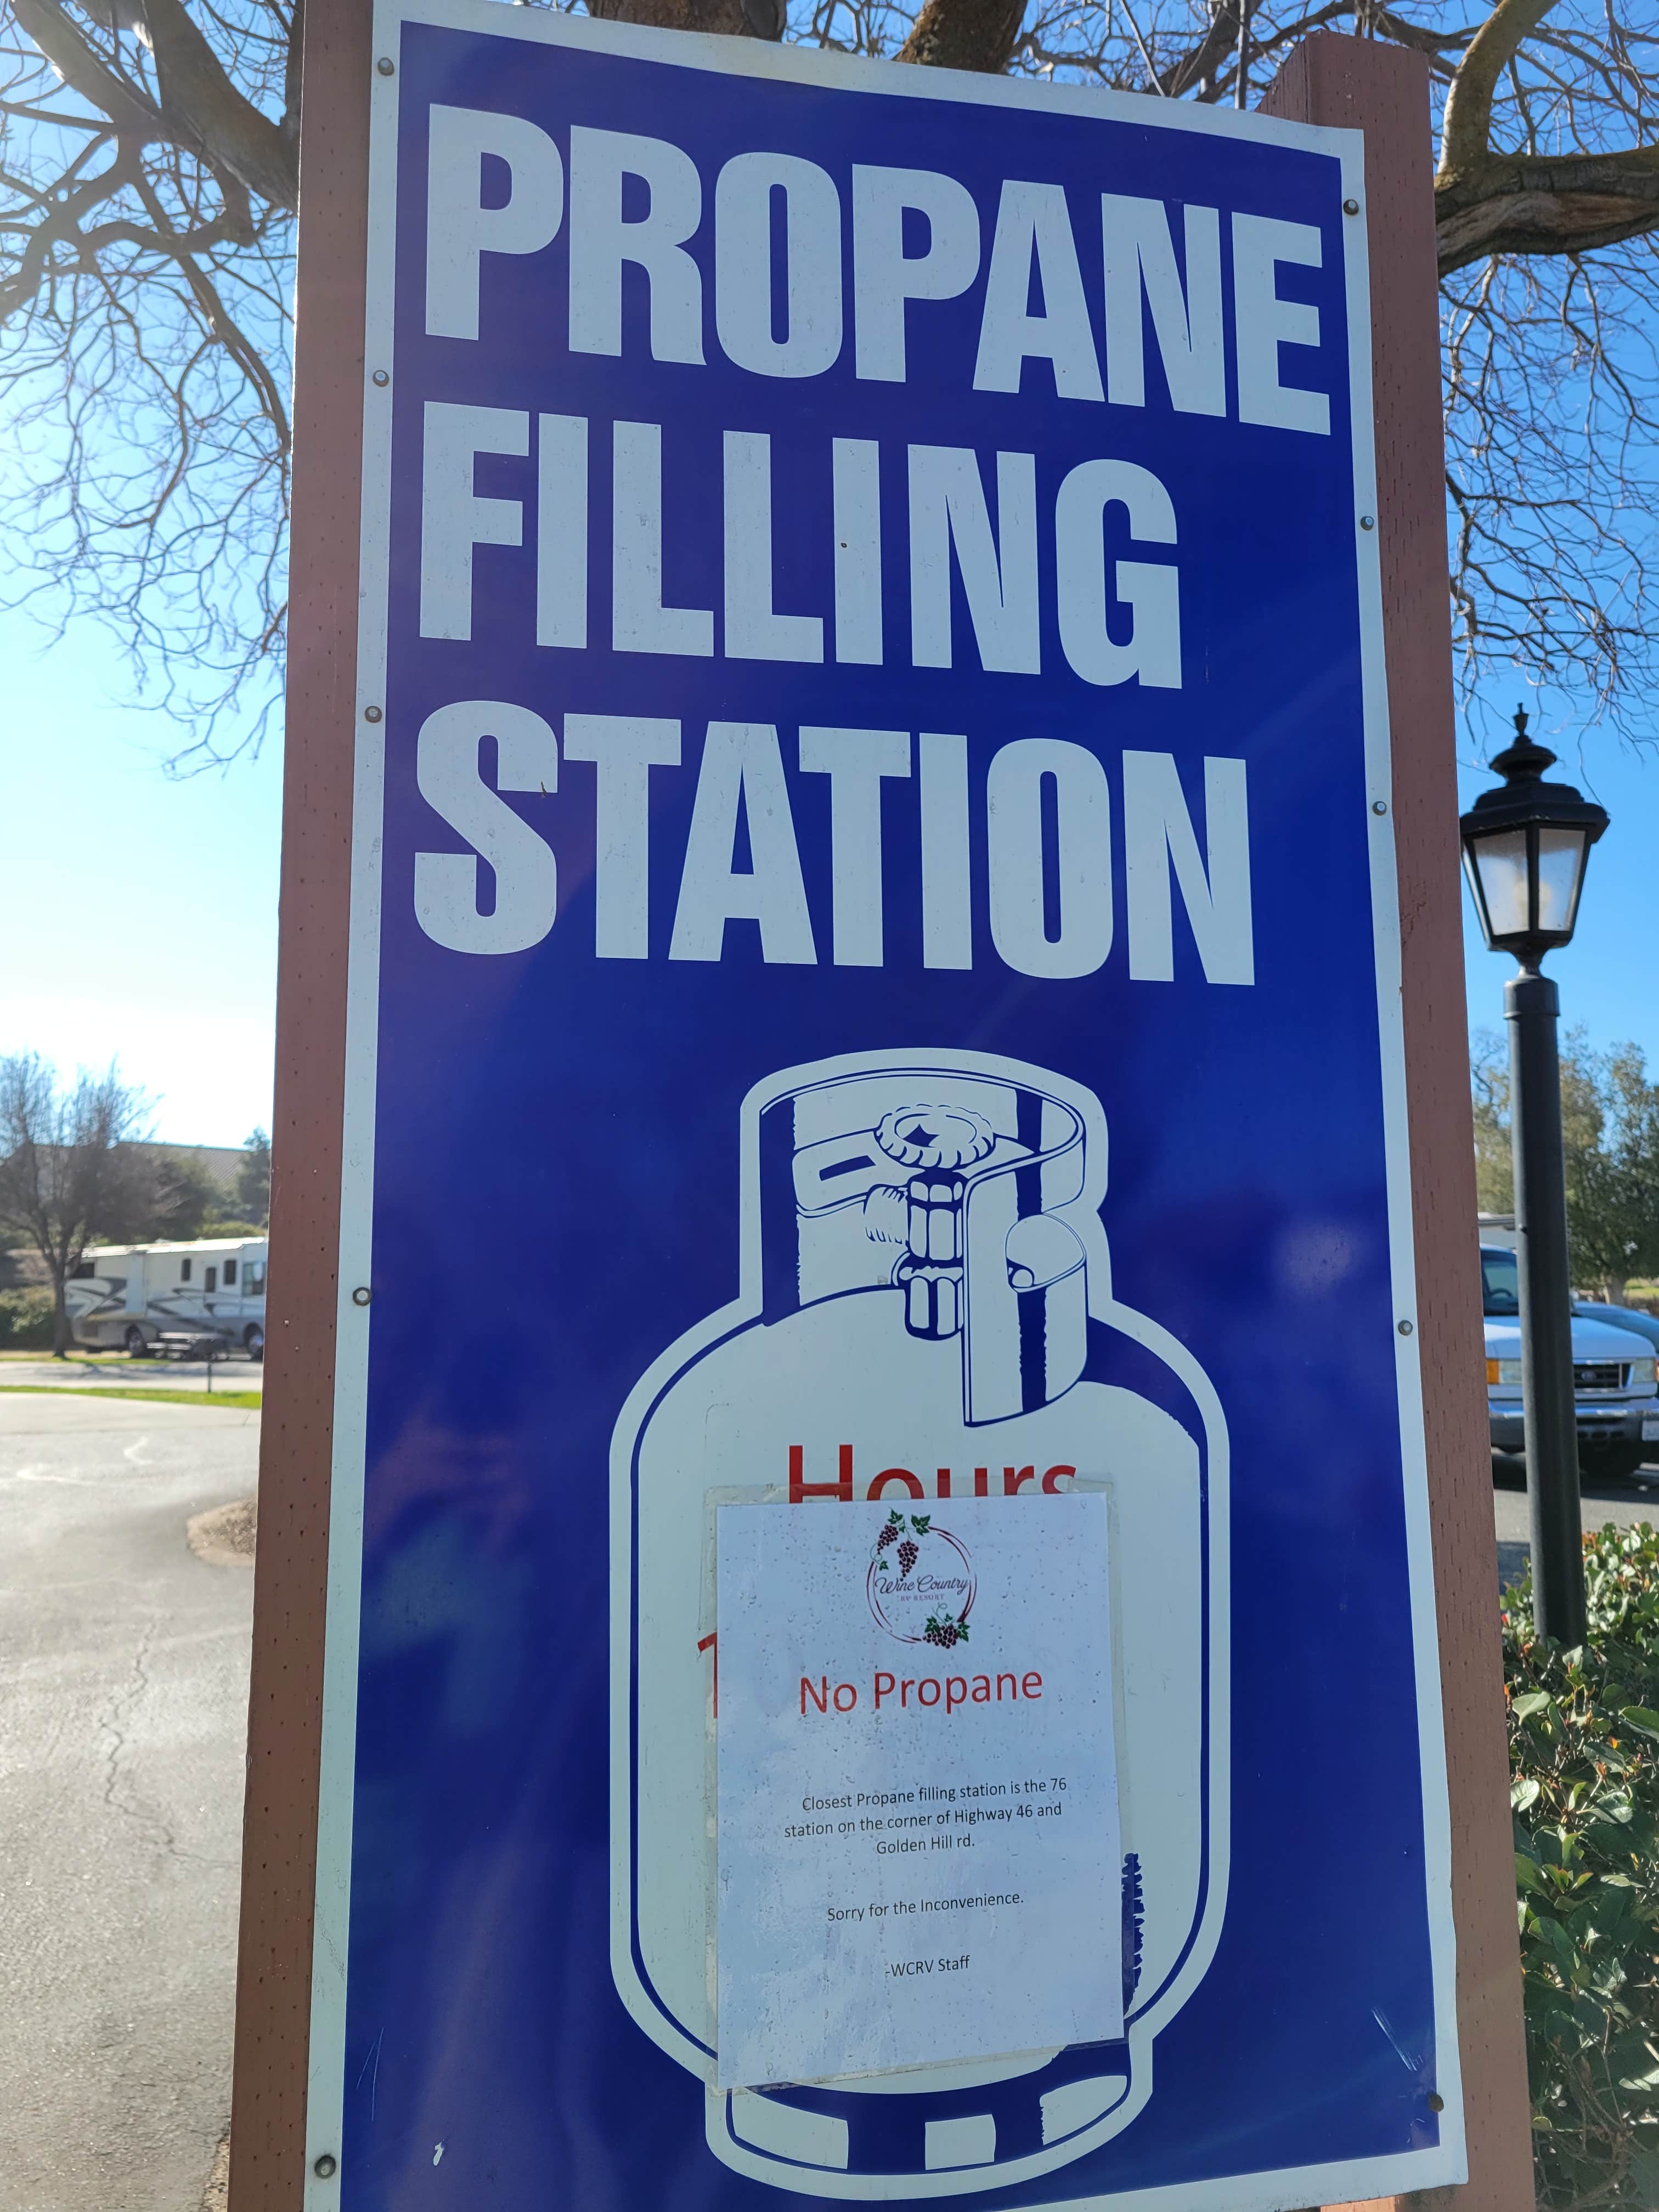 PROPANE
FILLING
STATION
Hours
Wine Country
RV RESORT
No Propane
Closest Propane filling station is the 76
station on the corner of Highway 46 and
Golden Hill rd.
Sorry for the Inconvenience.
-WCRV Staff